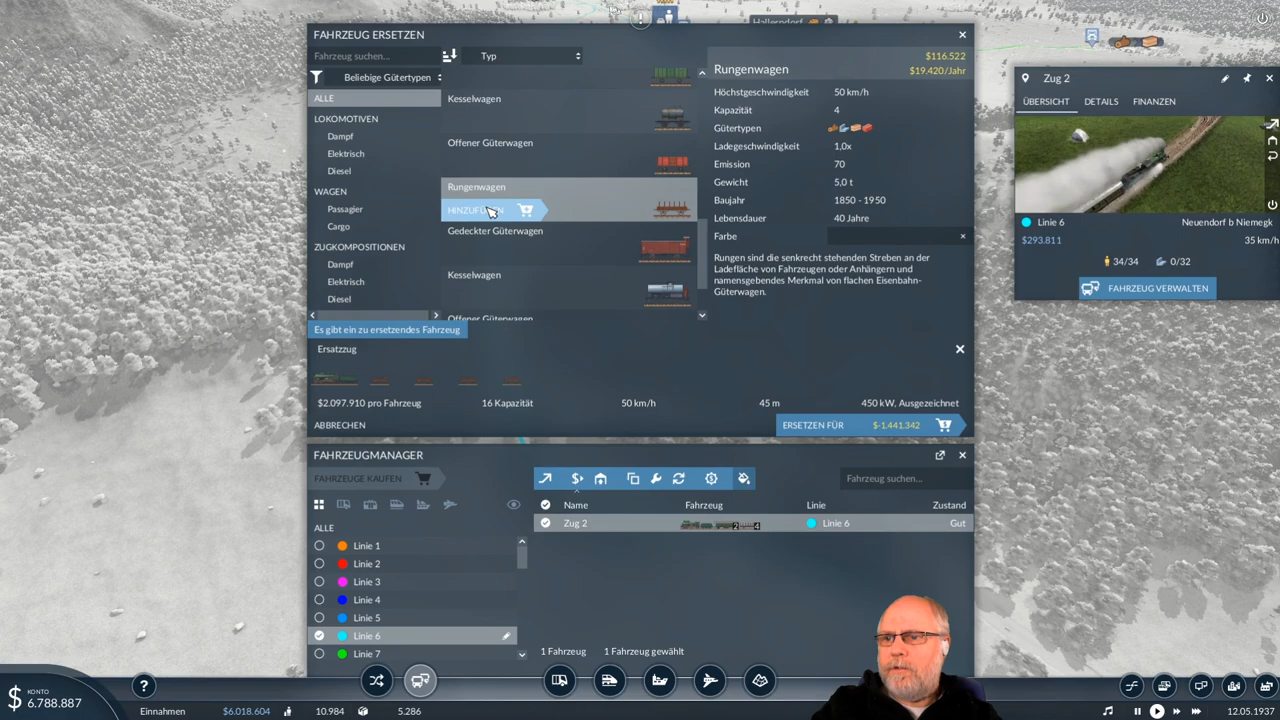 Hallerndorf
FAHRZEUG ERSETZEN
Fahrzeug suchen...
Typ
Beliebige Gütertypen
ALLE
LOKOMOTIVEN
Dampf
Elektrisch
Diesel
WAGEN
Passagier
Cargo
ZUGKOMPOSITIONEN
Dampf
Elektrisch
Diesel
Kesselwagen
Offener Güterwagen
Rungenwagen
HINZUFÜGEN
Gedeckter Güterwagen
Kesselwagen
Offener Güterwagen
$116.522
Rungenwagen
$19.420/Jahr
Höchstgeschwindigkeit 50 km/h
Kapazität 4
Gütertypen
Ladegeschwindigkeit 1,0x
Emission 70
Gewicht 5,0 t
Baujahr 1850 - 1950
Lebensdauer 40 Jahre
Farbe
Rungen sind die senkrecht stehenden Streben an der
Ladefläche von Fahrzeugen oder Anhängern und
namensgebendes Merkmal von flachen Eisenbahn-
Güterwagen.
Es gibt ein zu ersetzendes Fahrzeug
Ersatzzug
$2.097.910 pro Fahrzeug 16 Kapazität 50 km/h 45 m 450 kW, Ausgezeichnet
ABBRECHEN
ERSETZEN FÜR $-1.441.342
Zug 2
ÜBERSICHT DETAILS FINANZEN
Linie 6 Neuendorf b Niemegk
$293.811 35 km/h
34/34 0/32
FAHRZEUG VERWALTEN
FAHRZEUGMANAGER
FAHRZEUGE KAUFEN
Fahrzeug suchen...
ALLE
Linie 1
Linie 2
Linie 3
Linie 4
Linie 5
Linie 6
Linie 7
Name Fahrzeug Linie Zustand
Zug 2 2 4 Linie 6 Gut
1 Fahrzeug 1 Fahrzeug gewählt
$ KONTO
6.788.887
?
Einnahmen $6.018.604 10.984 5.286
12.05.1937